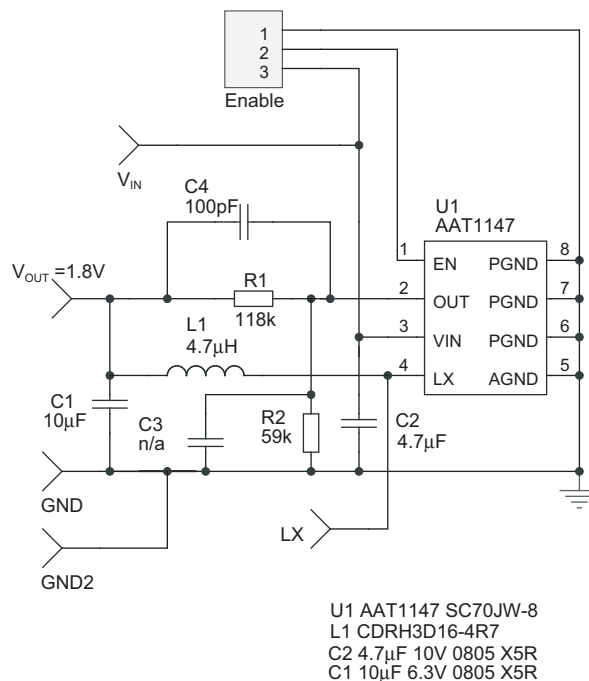 1
2
3
Enable
V_IN
C4
100pF
U1
AAT1147
V_OUT =1.8V
R1
118k
1 EN PGND 8
2 OUT PGND 7
3 VIN PGND 6
4 LX AGND 5
L1
4.7μH
C1
10μF
C3
n/a
R2
59k
C2
4.7μF
GND
LX
GND2
U1 AAT1147 SC70JW-8
L1 CDRH3D16-4R7
C2 4.7μF 10V 0805 X5R
C1 10μF 6.3V 0805 X5R